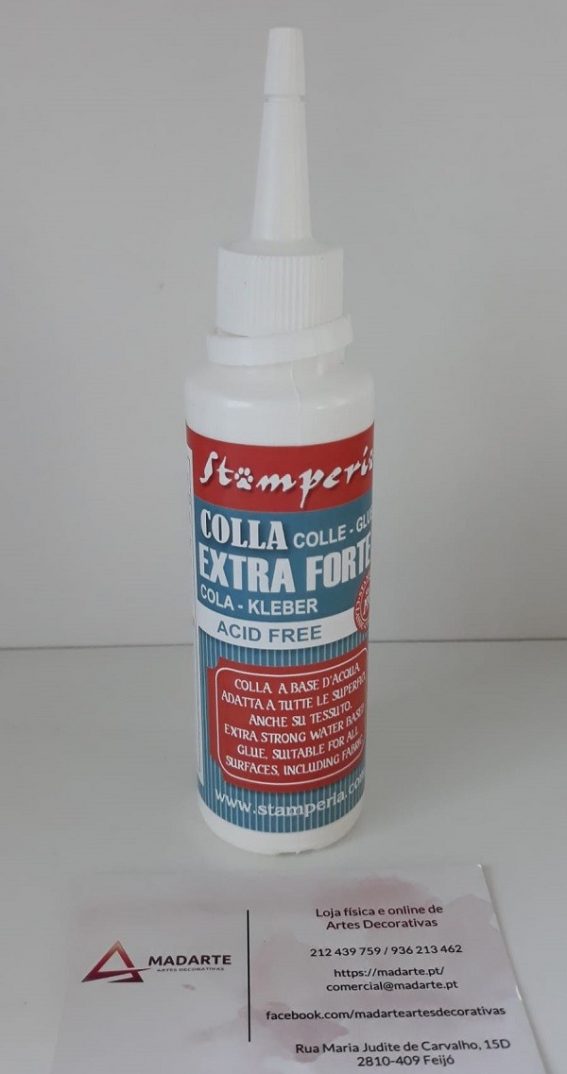 Stamperia
COLLA COLLE - GLUE
EXTRA FORTE
COLA - KLEBER
ACID FREE
COLLA A BASE D'ACQUA
ADATTA A TUTTE LE SUPERFICI
ANCHE SU TESSUTO.
EXTRA STRONG WATER BASED
GLUE, SUITABLE FOR ALL
SURFACES, INCLUDING FABRIC
www.stamperia.com
MADARTE
ARTES DECORATIVAS
Loja física e online de
Artes Decorativas
212 439 759 / 936 213 462
https://madarte.pt/
comercial@madarte.pt
facebook.com/madarteartesdecorativas
Rua Maria Judite de Carvalho, 15D
2810-409 Feijó